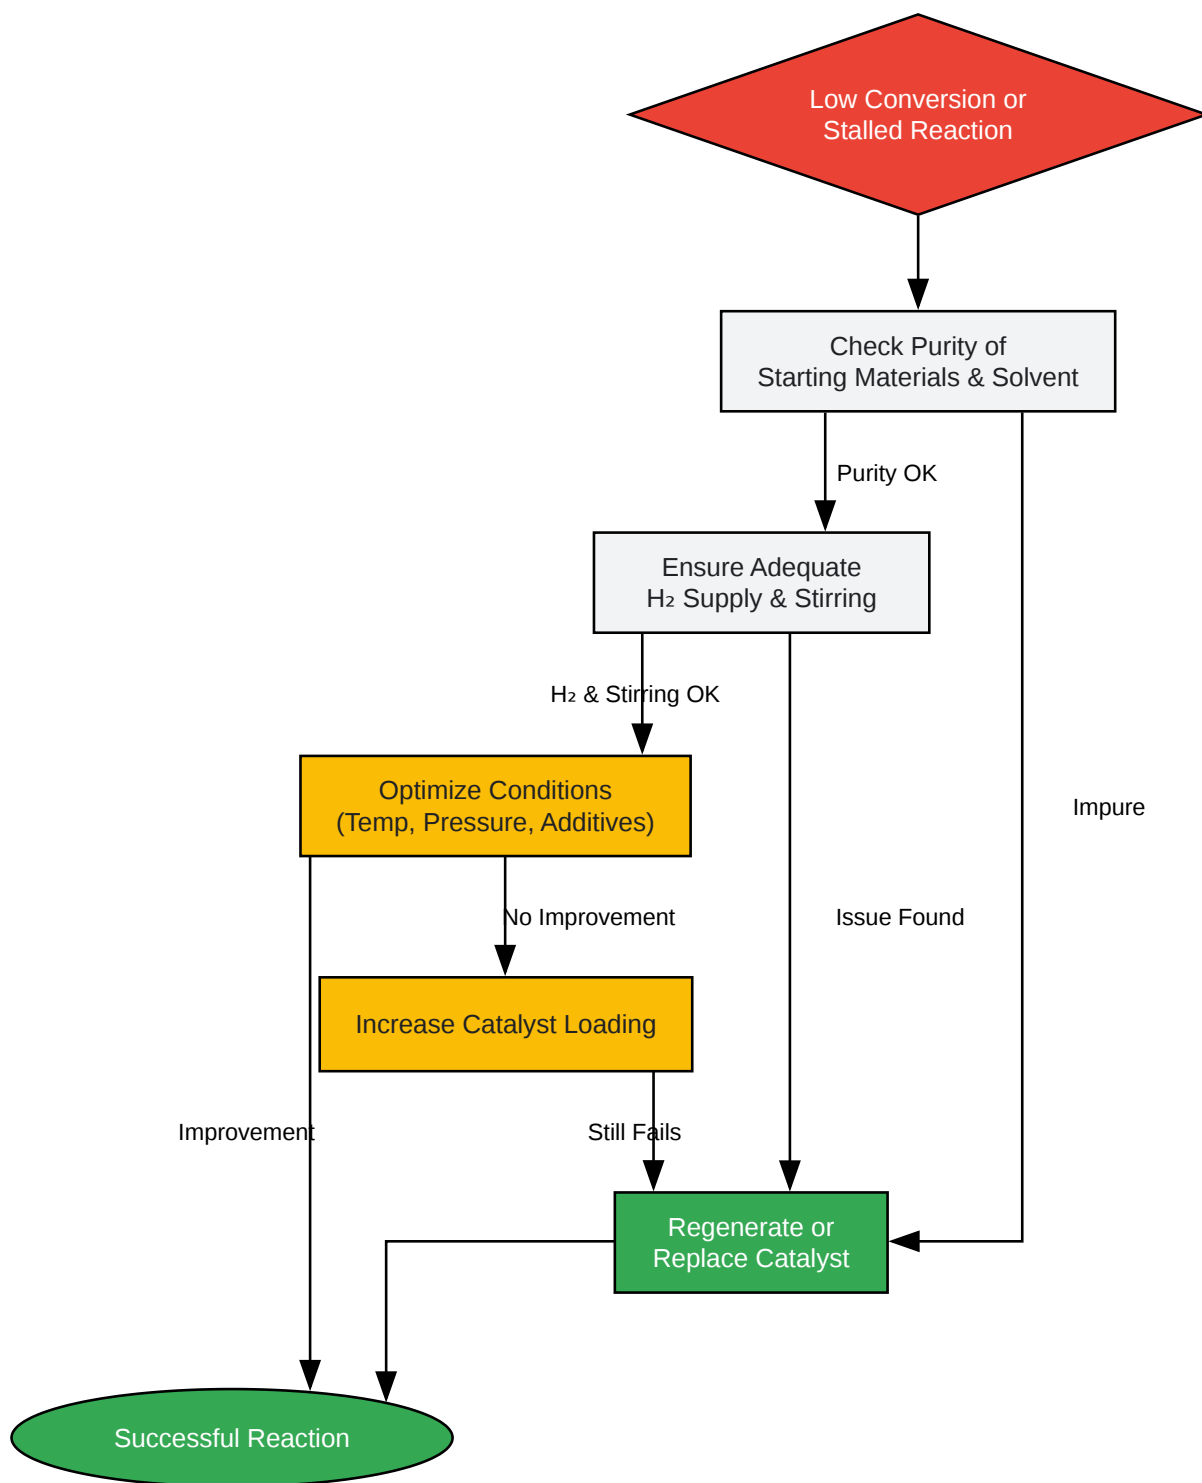 Low Conversion or
Stalled Reaction
Check Purity of
Starting Materials & Solvent
Purity OK
Ensure Adequate
H₂ Supply & Stirring
H₂ & Stirring OK
Optimize Conditions
(Temp, Pressure, Additives)
Impure
No Improvement
Issue Found
Increase Catalyst Loading
Improvement
Still Fails
Regenerate or
Replace Catalyst
Successful Reaction